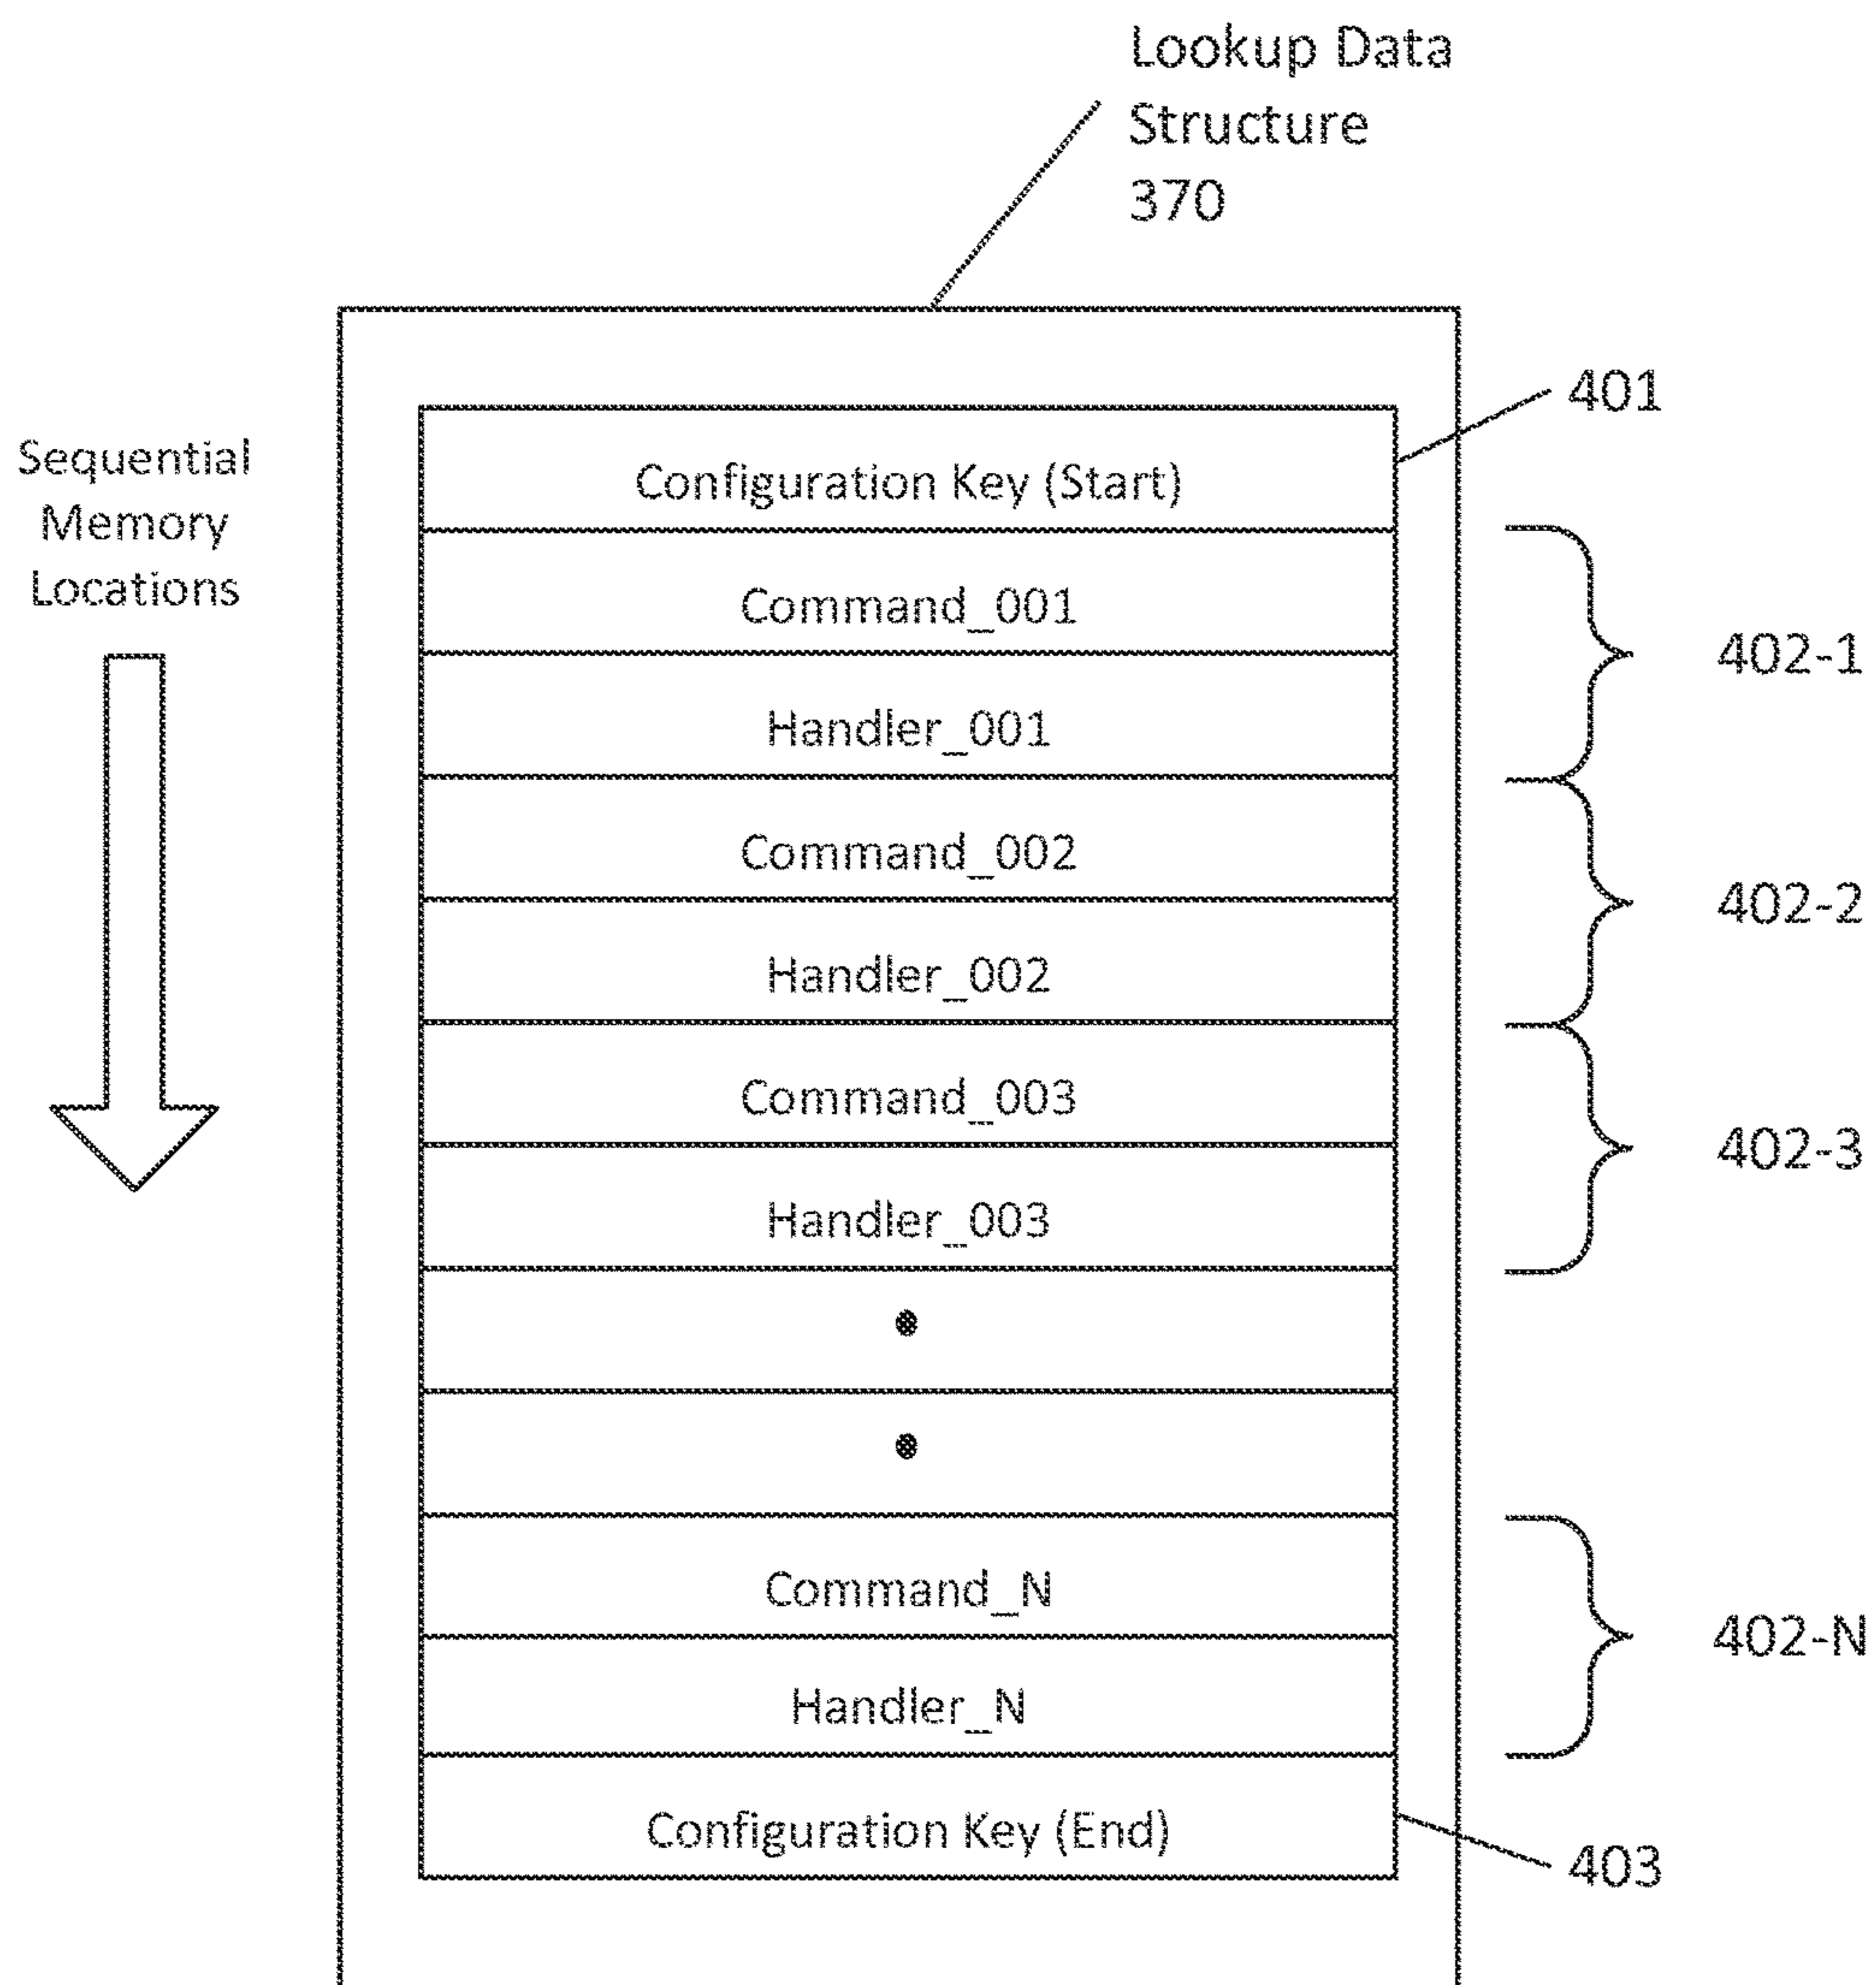 Lookup Data
Structure
370
401
Sequential
Memory
Locations
Configuration Key (Start)
Command_001
Handler_001
402-1
Command_002
Handler_002
402-2
Command_003
Handler_003
402-3
Command_N
Handler_N
402-N
Configuration Key (End)
403